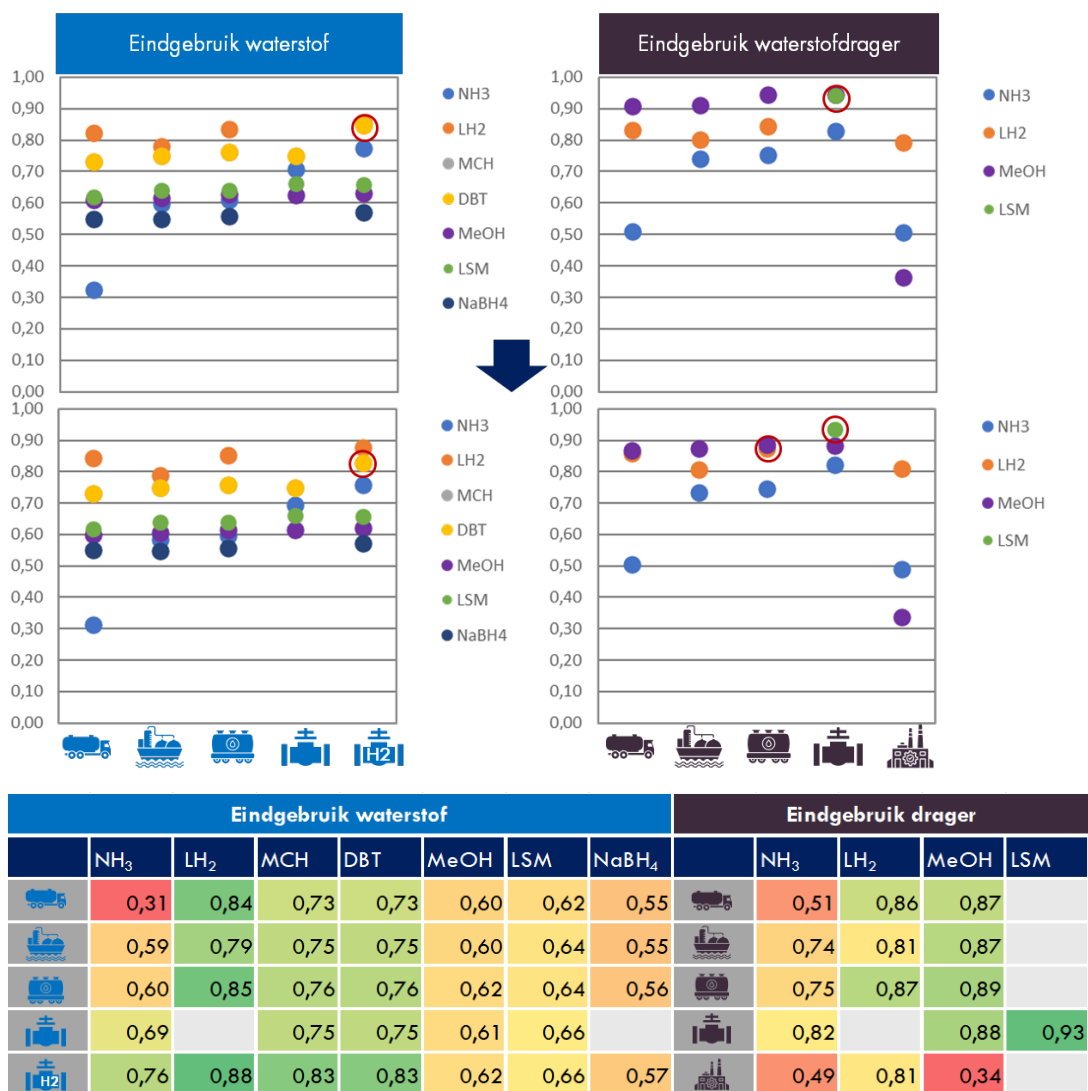 Eindgebruik waterstof
1,00
0,90
0,80
0,70
0,60
0,50
0,40
0,30
0,20
0,10
0,00
NH3
LH2
MCH
DBT
MeOH
LSM
NaBH4
Eindgebruik waterstofdrager
1,00
0,90
0,80
0,70
0,60
0,50
0,40
0,30
0,20
0,10
0,00
NH3
LH2
MeOH
LSM
1,00
0,90
0,80
0,70
0,60
0,50
0,40
0,30
0,20
0,10
0,00
NH3
LH2
MCH
DBT
MeOH
LSM
NaBH4
H2
1,00
0,90
0,80
0,70
0,60
0,50
0,40
0,30
0,20
0,10
0,00
NH3
LH2
MeOH
LSM
Eindgebruik waterstof Eindgebruik drager
NH₃ LH₂ MCH DBT MeOH LSM NaBH₄ NH₃ LH₂ MeOH LSM
0,31 0,84 0,73 0,73 0,60 0,62 0,55 0,51 0,86 0,87
0,59 0,79 0,75 0,75 0,60 0,64 0,55 0,74 0,81 0,87
0,60 0,85 0,76 0,76 0,62 0,64 0,56 0,75 0,87 0,89
0,69 0,75 0,75 0,61 0,66 0,82 0,88 0,93
H2 0,76 0,88 0,83 0,83 0,62 0,66 0,57 0,49 0,81 0,34